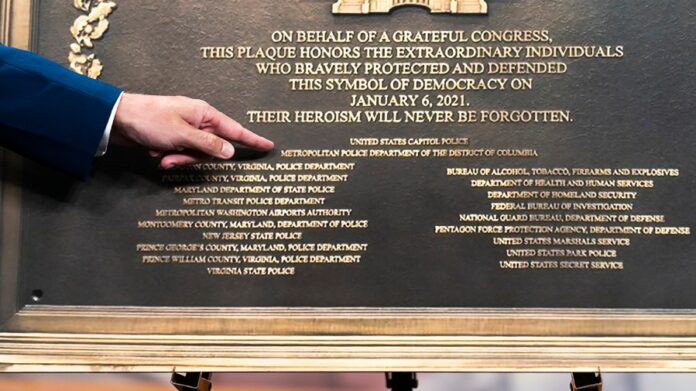 ON BEHALF OF A GRATEFUL CONGRESS,
THIS PLAQUE HONORS THE EXTRAORDINARY INDIVIDUALS
WHO BRAVELY PROTECTED AND DEFENDED
THIS SYMBOL OF DEMOCRACY ON
JANUARY 6, 2021.
THEIR HEROISM WILL NEVER BE FORGOTTEN.
UNITED STATES CAPITOL POLICE
METROPOLITAN POLICE DEPARTMENT OF THE DISTRICT OF COLUMBIA
COUNTY, VIRGINIA, POLICE DEPARTMENT
FAIRFAX COUNTY, VIRGINIA, POLICE DEPARTMENT
MARYLAND DEPARTMENT OF STATE POLICE
METRO TRANSIT POLICE DEPARTMENT
METROPOLITAN WASHINGTON AIRPORTS AUTHORITY
MONTGOMERY COUNTY, MARYLAND, DEPARTMENT OF POLICE
NEW JERSEY STATE POLICE
PRINCE GEORGE'S COUNTY, MARYLAND, POLICE DEPARTMENT
PRINCE WILLIAM COUNTY, VIRGINIA, POLICE DEPARTMENT
VIRGINIA STATE POLICE
BUREAU OF ALCOHOL, TOBACCO, FIREARMS AND EXPLOSIVES
DEPARTMENT OF HEALTH AND HUMAN SERVICES
DEPARTMENT OF HOMELAND SECURITY
FEDERAL BUREAU OF INVESTIGATION
NATIONAL GUARD BUREAU, DEPARTMENT OF DEFENSE
PENTAGON FORCE PROTECTION AGENCY, DEPARTMENT OF DEFENSE
UNITED STATES MARSHALS SERVICE
UNITED STATES PARK POLICE
UNITED STATES SECRET SERVICE